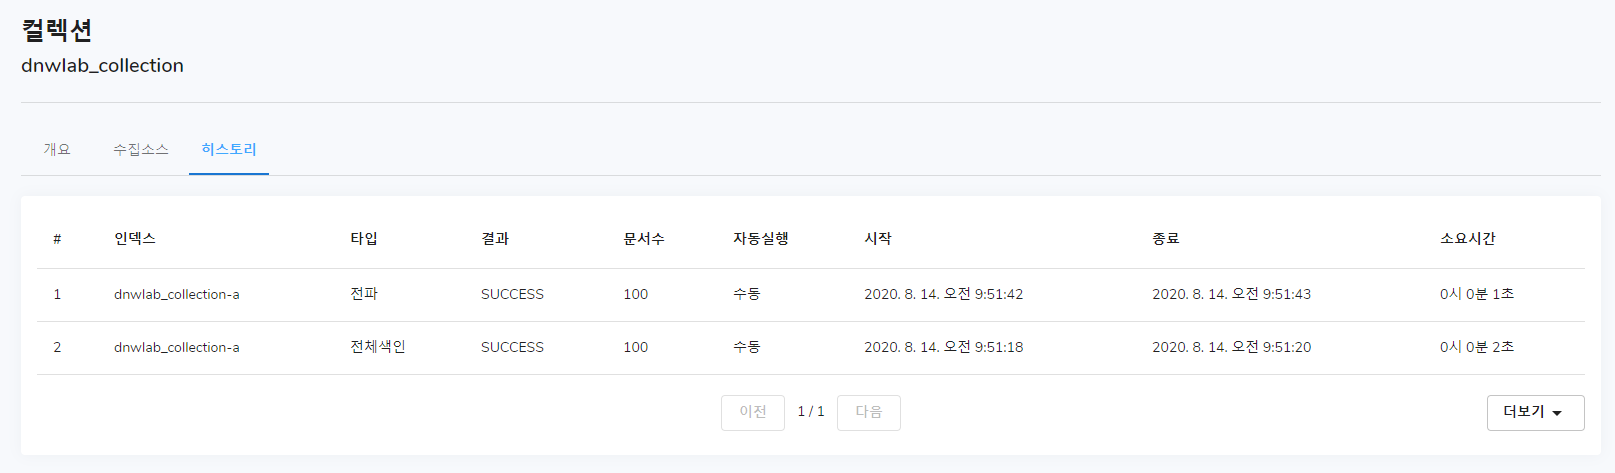 컬렉션
dnwlab_collection
개요 수집소스 히스토리
# 인덱스 타입 결과 문서수 자동실행 시작 종료 소요시간
1 dnwlab_collection-a 전파 SUCCESS 100 수동 2020. 8. 14. 오전 9:51:42 2020. 8. 14. 오전 9:51:43 0시 0분 1초
2 dnwlab_collection-a 전체색인 SUCCESS 100 수동 2020. 8. 14. 오전 9:51:18 2020. 8. 14. 오전 9:51:20 0시 0분 2초
이전 1 / 1 다음 더보기